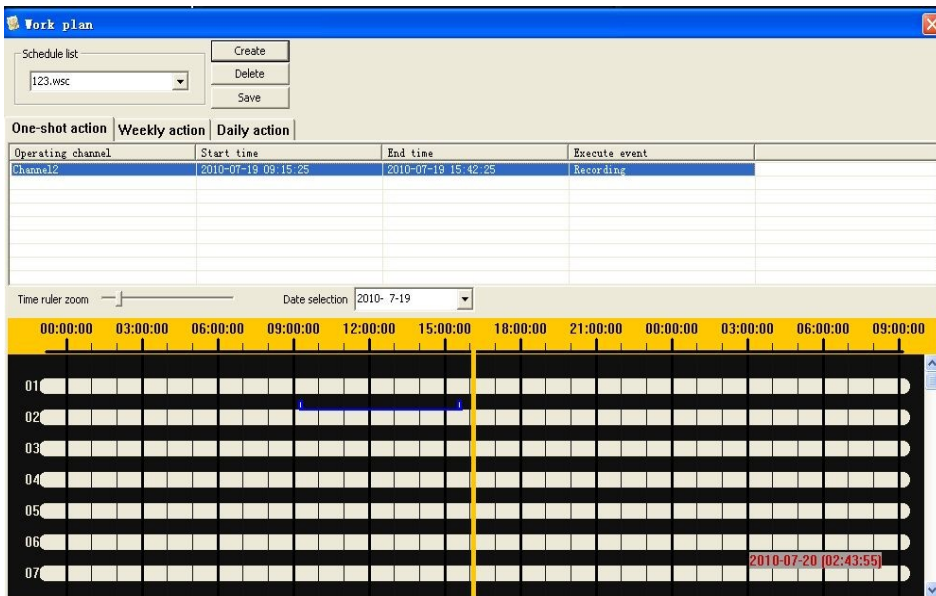 Work plan
Schedule list
123.wsc
Create
Delete
Save
One-shot action Weekly action Daily action
Operating channel Start time End time Execute event
Channel2 2010-07-19 09:15:25 2010-07-19 15:42:25 Recording
Time ruler zoom Date selection 2010- 7-19
00:00:00 03:00:00 06:00:00 09:00:00 12:00:00 15:00:00 18:00:00 21:00:00 00:00:00 03:00:00 06:00:00 09:00:00
01
02
03
04
05
06
2010-07-20 (02:43:55)
07